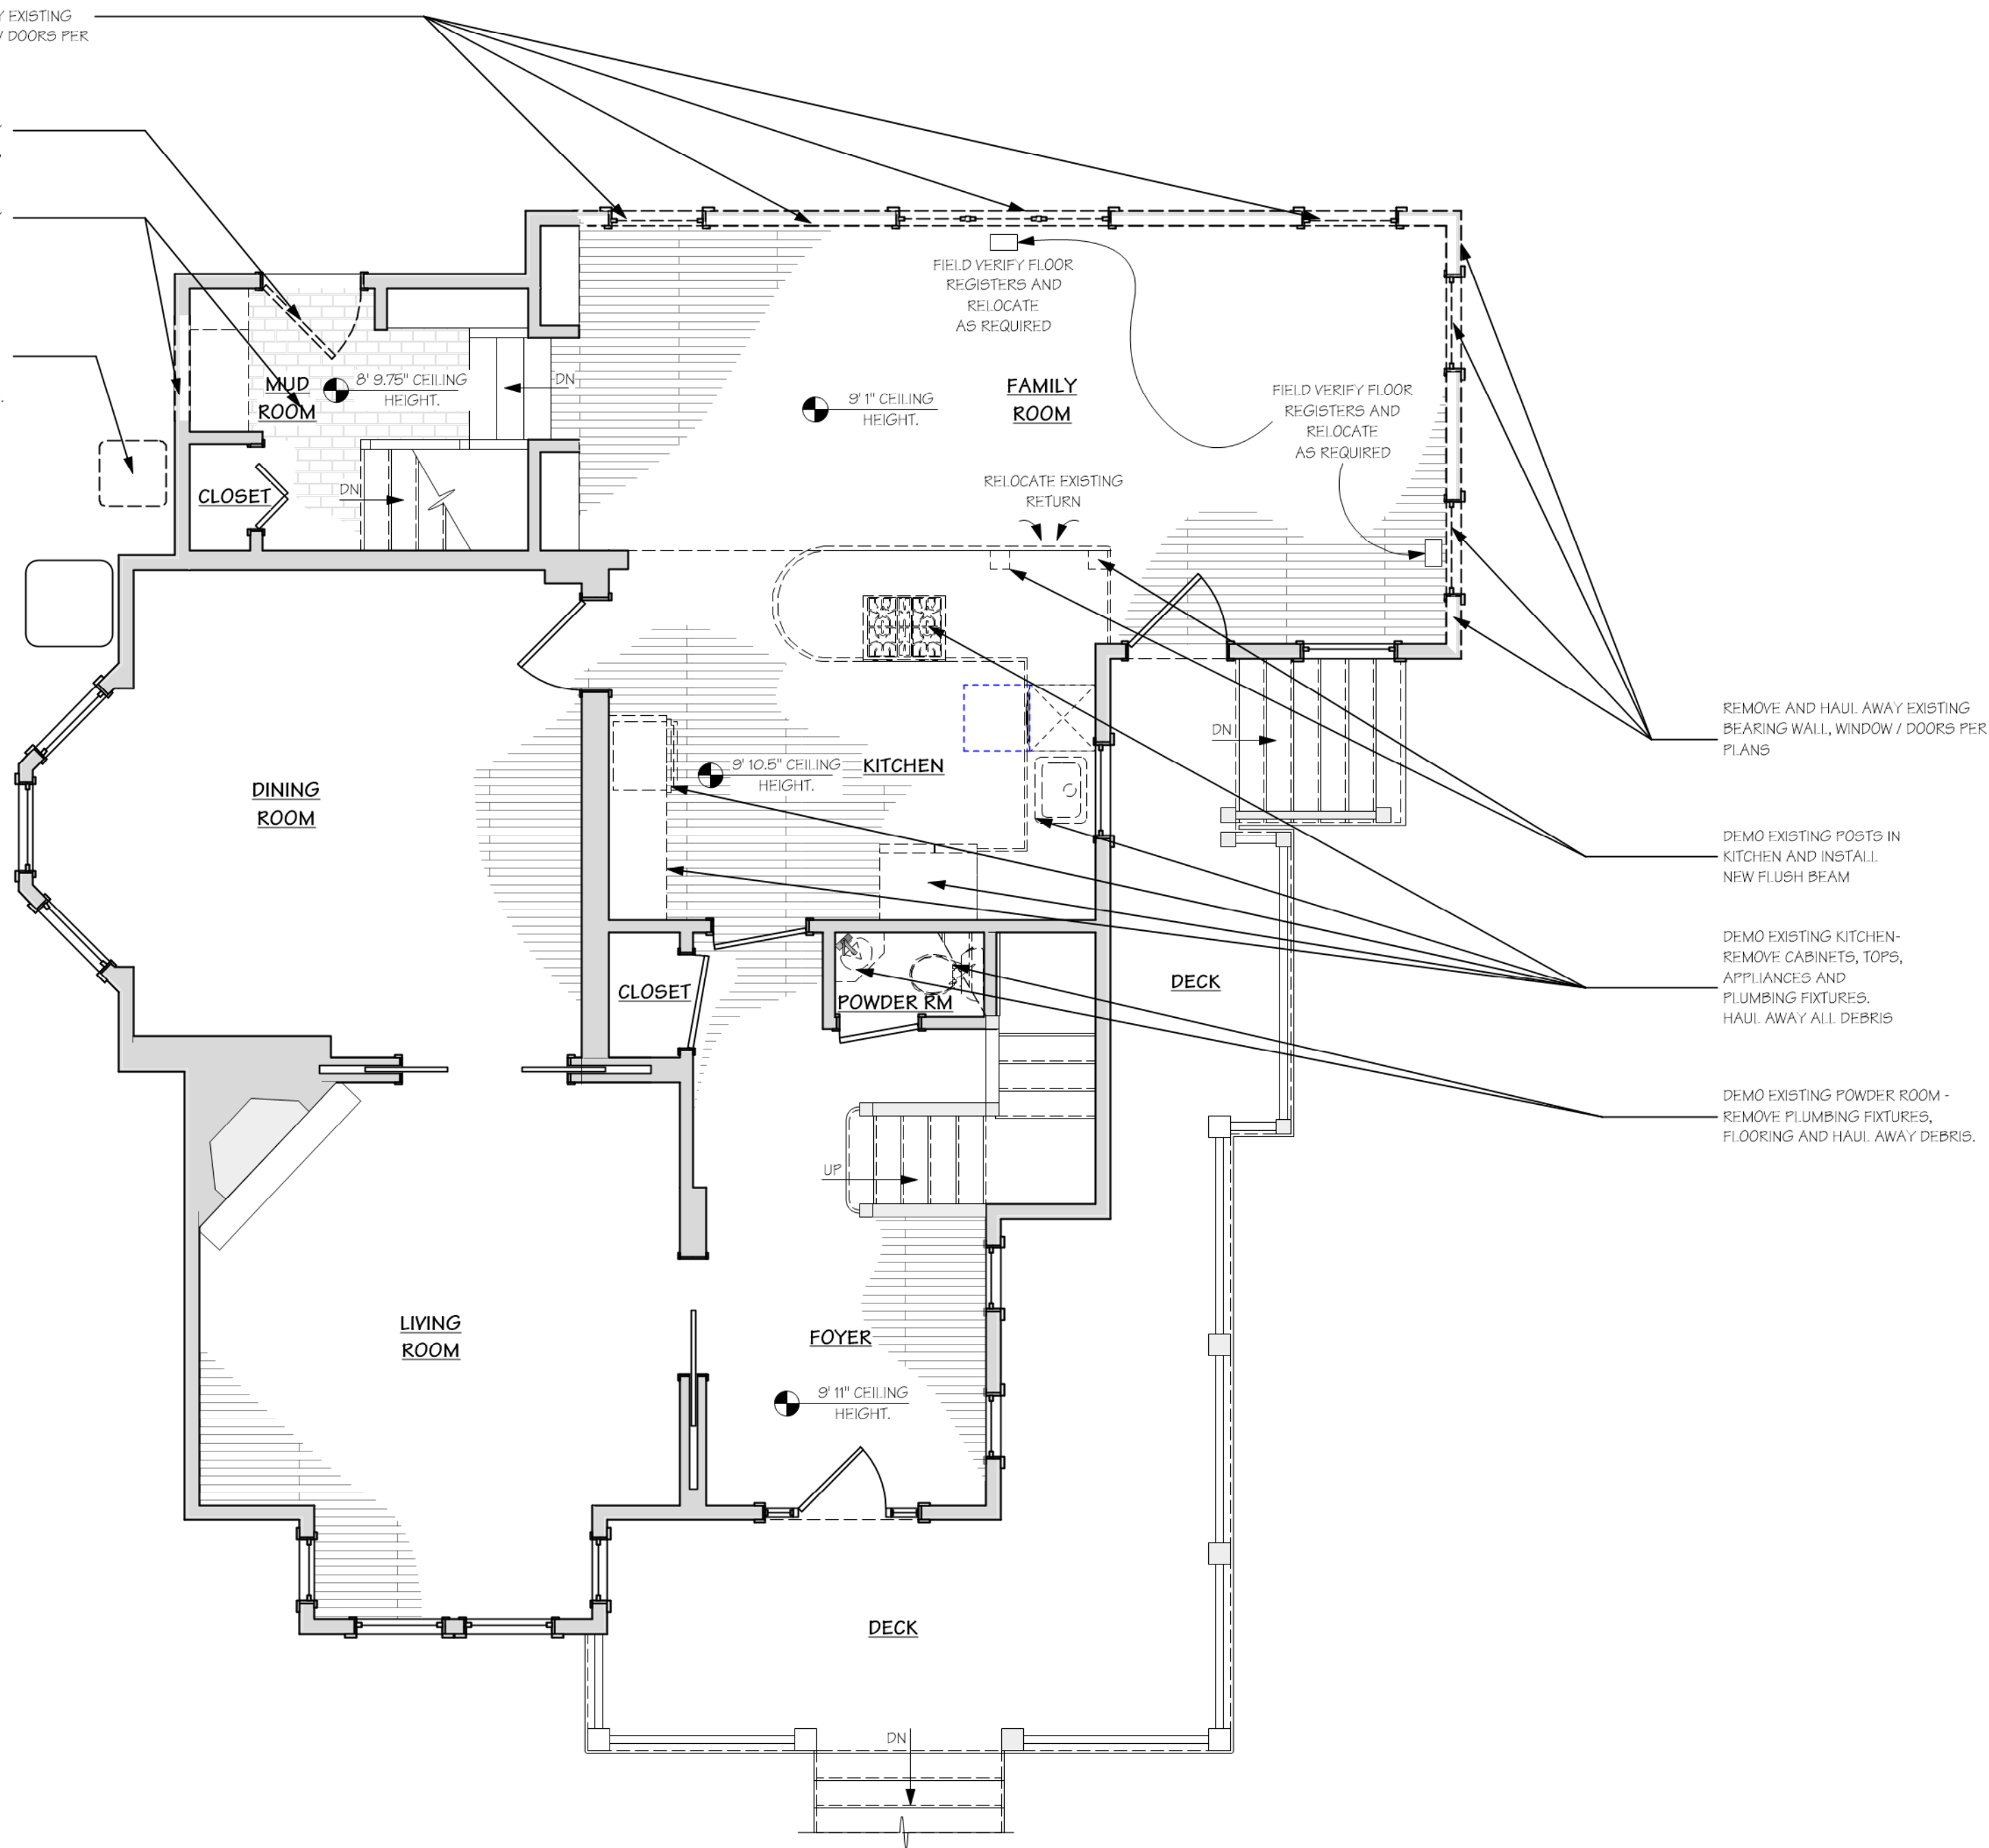 Y EXISTING
/ DOORS PER
FIELD VERIFY FLOOR
REGISTERS AND
RELOCATE
AS REQUIRED
MUD
ROOM
8' 9.75" CEILING
HEIGHT.
DN
9' 1" CEILING
HEIGHT.
FAMILY
ROOM
FIELD VERIFY FLOOR
REGISTERS AND
RELOCATE
AS REQUIRED
CLOSET
DN
RELOCATE EXISTING
RETURN
REMOVE AND HAUL AWAY EXISTING
BEARING WALL, WINDOW / DOORS PER
PLANS
DN
DINING
ROOM
9' 10.5" CEILING
HEIGHT.
KITCHEN
DEMO EXISTING POSTS IN
KITCHEN AND INSTALL
NEW FLUSH BEAM
DEMO EXISTING KITCHEN-
REMOVE CABINETS, TOPS,
APPLIANCES AND
PLUMBING FIXTURES.
HAUL AWAY ALL DEBRIS
CLOSET
POWDER RM
DECK
DEMO EXISTING POWDER ROOM -
REMOVE PLUMBING FIXTURES,
FLOORING AND HAUL AWAY DEBRIS.
UP
LIVING
ROOM
FOYER
9' 11" CEILING
HEIGHT.
DECK
DN